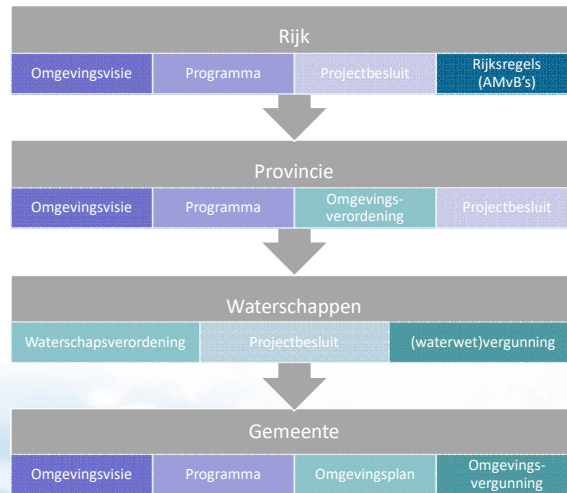 Rijk
Omgevingsvisie
Programma
Projectbesluit
Rijksregels
(AMvB's)
Provincie
Omgevingsvisie
Programma
Omgevings-
verordening
Projectbesluit
Waterschappen
Waterschapsverordening
Projectbesluit
(waterwet)vergunning
Gemeente
Omgevingsvisie
Programma
Omgevingsplan
Omgevings-
vergunning